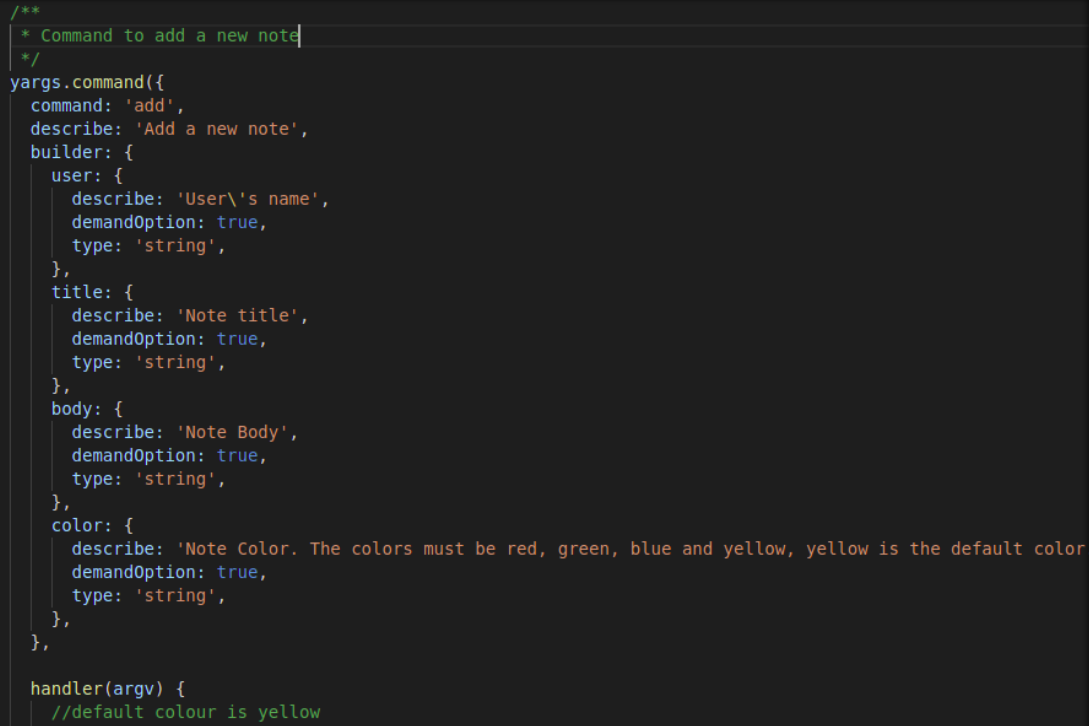 /**
 * Command to add a new note
 */
yargs.command({
  command: 'add',
  describe: 'Add a new note',
  builder: {
    user: {
      describe: 'User\'s name',
      demandOption: true,
      type: 'string',
    },
    title: {
      describe: 'Note title',
      demandOption: true,
      type: 'string',
    },
    body: {
      describe: 'Note Body',
      demandOption: true,
      type: 'string',
    },
    color: {
      describe: 'Note Color. The colors must be red, green, blue and yellow, yellow is the default color
      demandOption: true,
      type: 'string',
    },
  },

  handler(argv) {
    //default colour is yellow